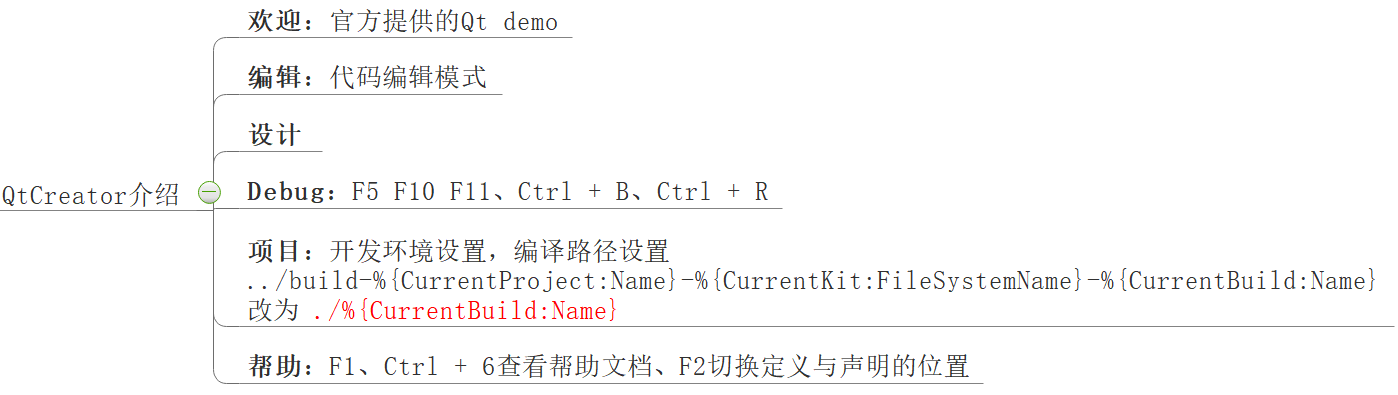 欢迎：官方提供的Qt demo
编辑：代码编辑模式
设计
QtCreator介绍
Debug：F5 F10 F11、Ctrl + B、Ctrl + R
项目：开发环境设置，编译路径设置
../build-%{CurrentProject:Name}-%{CurrentKit:FileSystemName}-%{CurrentBuild:Name}
改为 ./%{CurrentBuild:Name}
帮助：F1、Ctrl + 6查看帮助文档、F2切换定义与声明的位置